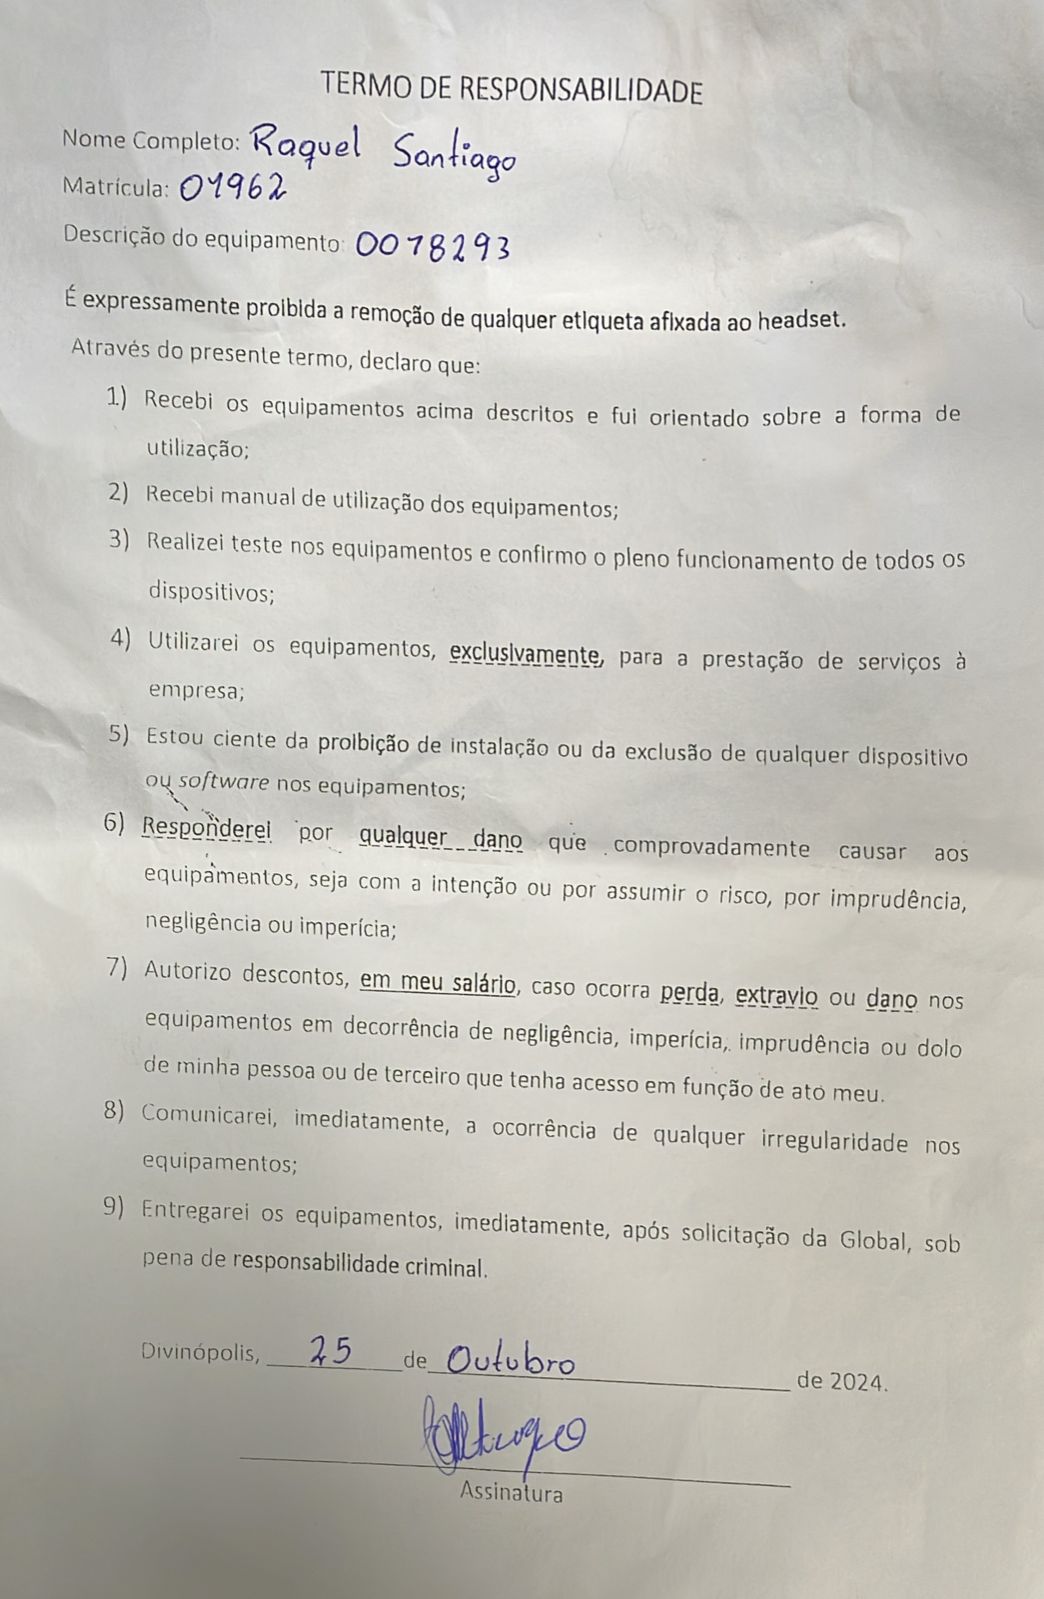 TERMO DE RESPONSABILIDADE
Nome Completo: Raquel Santiago
Matrícula: 01962
Descrição do equipamento: 0078293
É expressamente proibida a remoção de qualquer etiqueta afixada ao headset.
Através do presente termo, declaro que:
1) Recebi os equipamentos acima descritos e fui orientado sobre a forma de
utilização;
2) Recebi manual de utilização dos equipamentos;
3) Realizei teste nos equipamentos e confirmo o pleno funcionamento de todos os
dispositivos;
4) Utilizarei os equipamentos, exclusivamente, para a prestação de serviços à
empresa;
5) Estou ciente da proibição de instalação ou da exclusão de qualquer dispositivo
ou software nos equipamentos;
6) Responderei por qualquer dano que comprovadamente causar aos
equipamentos, seja com a intenção ou por assumir o risco, por imprudência,
negligência ou imperícia;
7) Autorizo descontos, em meu salário, caso ocorra perda, extravio ou dano nos
equipamentos em decorrência de negligência, imperícia, imprudência ou dolo
de minha pessoa ou de terceiro que tenha acesso em função de ato meu.
8) Comunicarei, imediatamente, a ocorrência de qualquer irregularidade nos
equipamentos;
9) Entregarei os equipamentos, imediatamente, após solicitação da Global, sob
pena de responsabilidade criminal.
Divinópolis, 25 de Outubro de 2024.
Assinatura